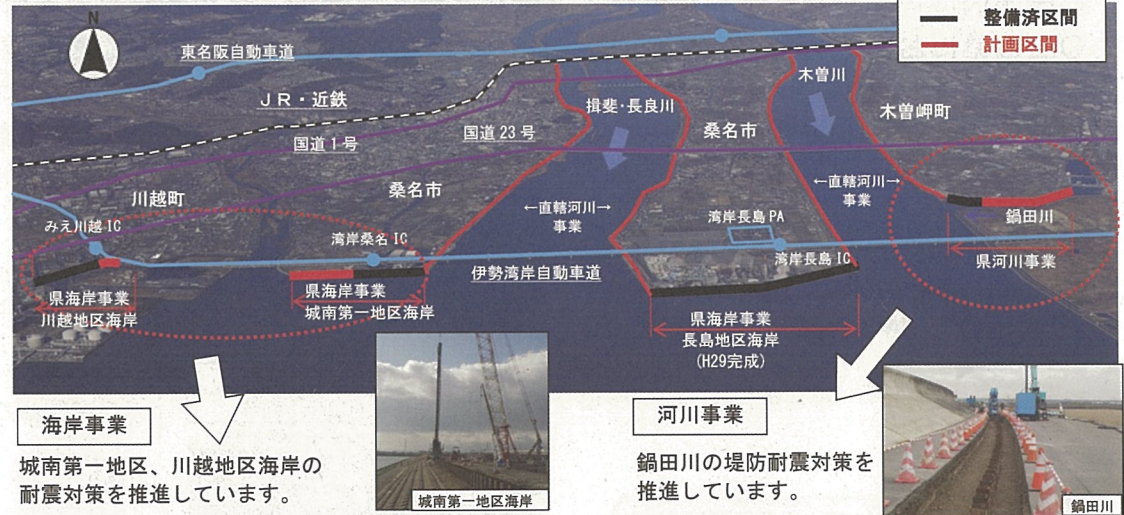 N
整備済区間
計画区間
東名阪自動車道
木曽川
JR・近鉄
揖斐・長良川
木曽岬町
国道23号
桑名市
国道1号
桑名市
川越町
←直轄河川→
事業
←直轄河川→
事業
みえ川越IC
湾岸桑名IC
湾岸長島PA
鍋田川
湾岸長島IC
県河川事業
伊勢湾岸自動車道
県海岸事業
川越地区海岸
県海岸事業
城南第一地区海岸
県海岸事業
長島地区海岸
(H29完成)
海岸事業
城南第一地区、川越地区海岸の
耐震対策を推進しています。
城南第一地区海岸
河川事業
鍋田川の堤防耐震対策を
推進しています。
鍋田川